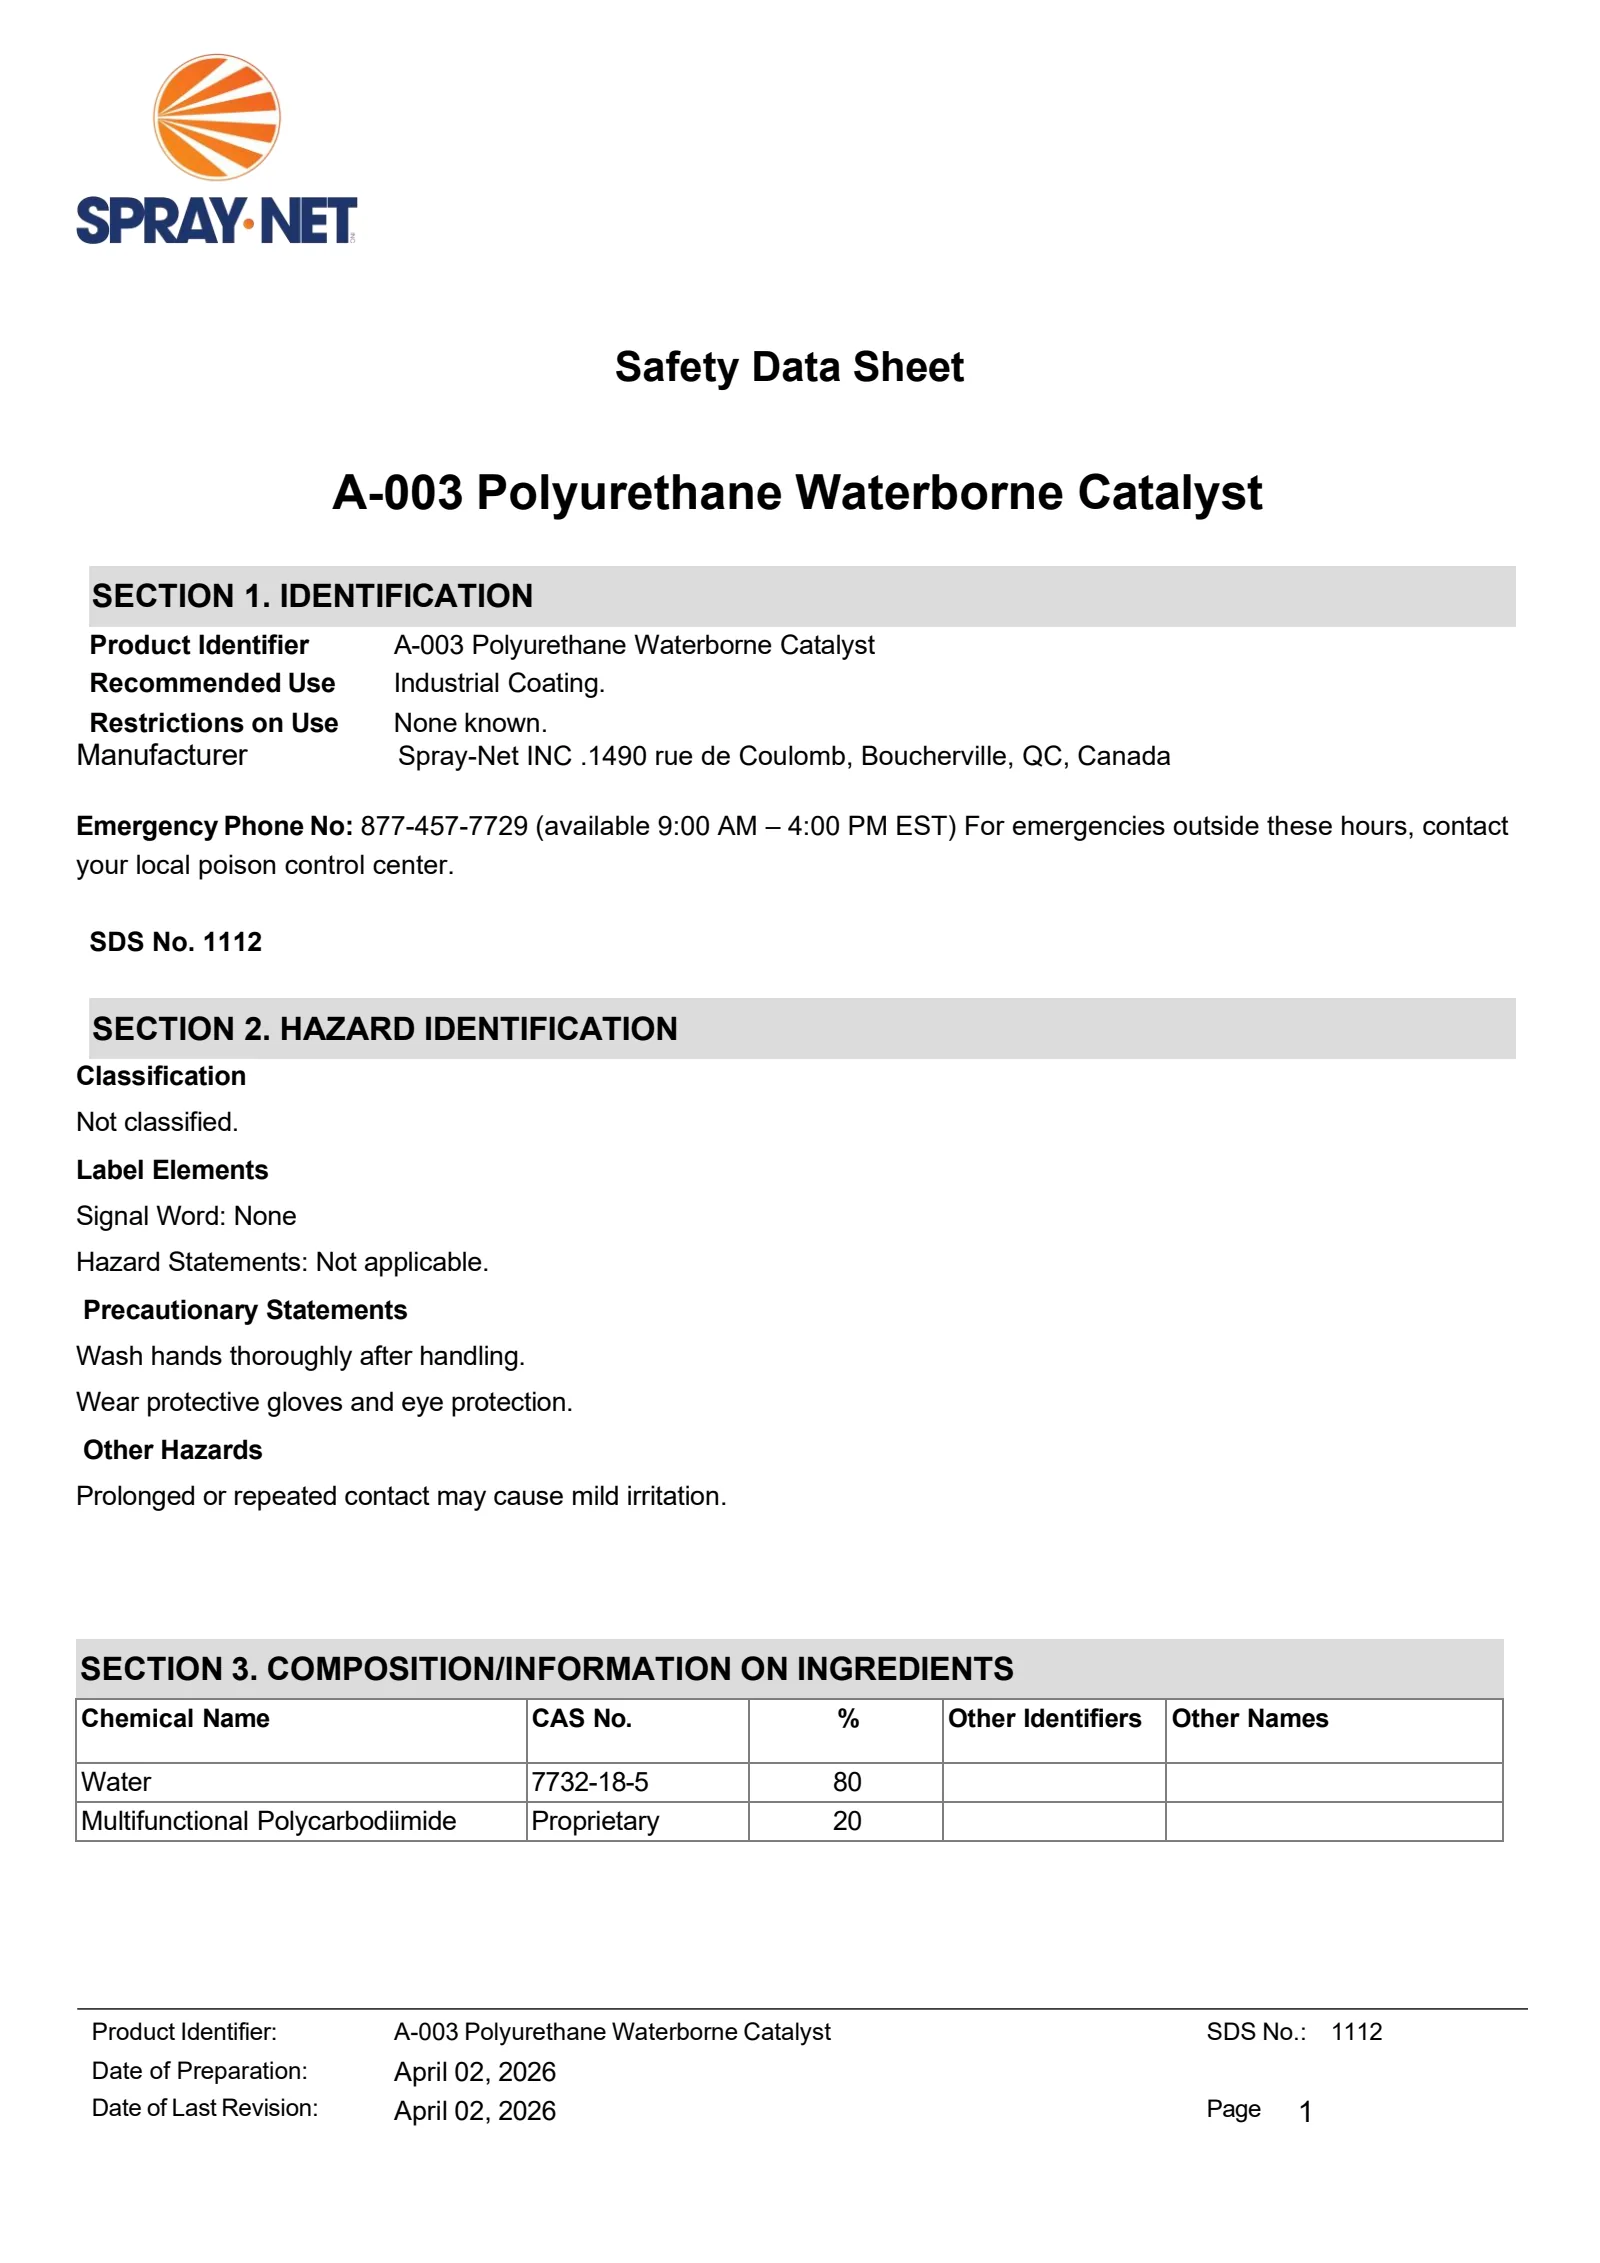 SPRAY·NET INC
Safety Data Sheet
A-003 Polyurethane Waterborne Catalyst
SECTION 1. IDENTIFICATION
Product Identifier A-003 Polyurethane Waterborne Catalyst
Recommended Use Industrial Coating.
Restrictions on Use None known.
Manufacturer Spray-Net INC .1490 rue de Coulomb, Boucherville, QC, Canada
Emergency Phone No: 877-457-7729 (available 9:00 AM – 4:00 PM EST) For emergencies outside these hours, contact
your local poison control center.
SDS No. 1112
SECTION 2. HAZARD IDENTIFICATION
Classification
Not classified.
Label Elements
Signal Word: None
Hazard Statements: Not applicable.
Precautionary Statements
Wash hands thoroughly after handling.
Wear protective gloves and eye protection.
Other Hazards
Prolonged or repeated contact may cause mild irritation.
SECTION 3. COMPOSITION/INFORMATION ON INGREDIENTS
Chemical Name CAS No. % Other Identifiers Other Names
Water 7732-18-5 80
Multifunctional Polycarbodiimide Proprietary 20
Product Identifier: A-003 Polyurethane Waterborne Catalyst SDS No.: 1112
Date of Preparation: April 02, 2026
Date of Last Revision: April 02, 2026 Page 1